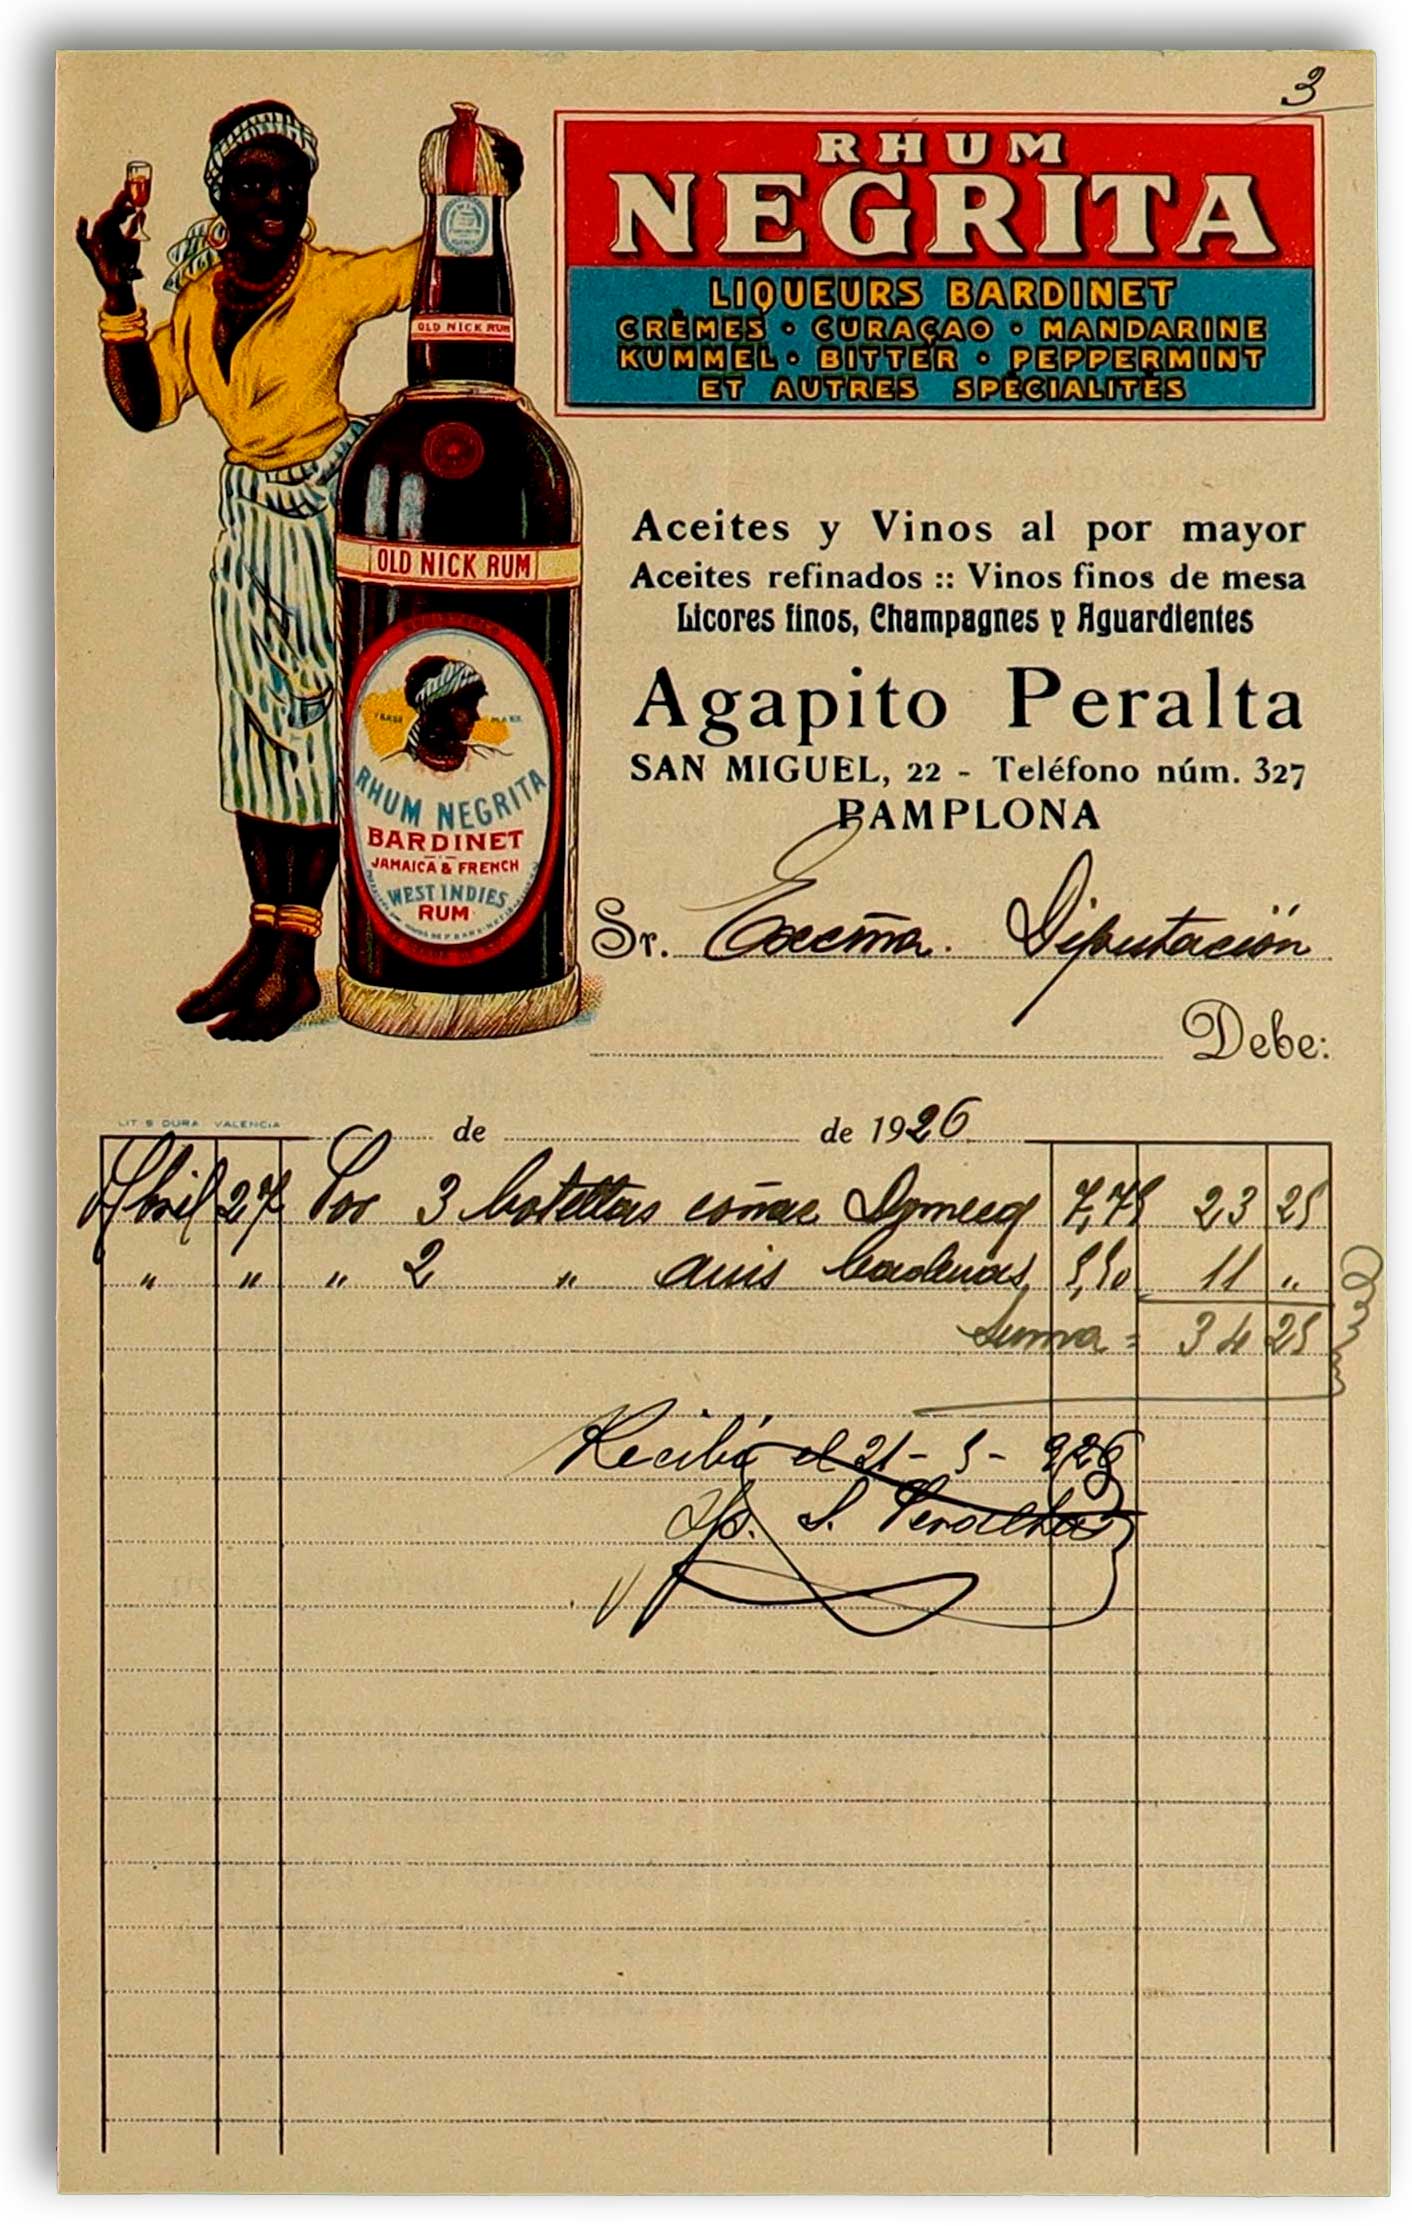 3
RHUM
NEGRITA
LIQUEURS BARDINET
CRÈMES · CURAÇAO · MANDARINE
KUMMEL · BITTER · PEPPERMINT
ET AUTRES SPÉCIALITÉS
OLD NICK RUM
OLD NICK RUM
TRADE MARK
RHUM NEGRITA
BARDINET
JAMAICA & FRENCH
WEST INDIES
RUM
Aceites y Vinos al por mayor
Aceites refinados :: Vinos finos de mesa
Licores finos, Champagnes y Aguardientes
Agapito Peralta
SAN MIGUEL, 22 - Teléfono núm. 327
PAMPLONA
Sr. Excma. Diputación
Debe:
LIT S DURA VALENCIA
de de 1926
Abril 27 Por 3 botellas coñac Domecq 7,75 23 25
" " " 2 " anis cadenas 5,50 11 "
Suma = 34 25
Recibí el 21-5-926
S. Peralta